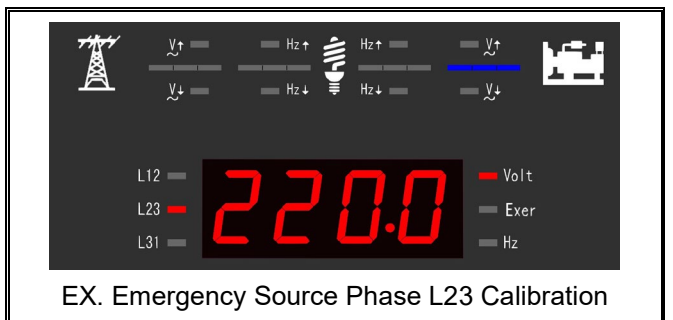 V↑ Hz↑ Hz↑ V↑
~ ~
V↓ Hz↓ Hz↓ V↓
~ ~
L12 Volt
L23 220.0 Exer
L31 Hz
EX. Emergency Source Phase L23 Calibration